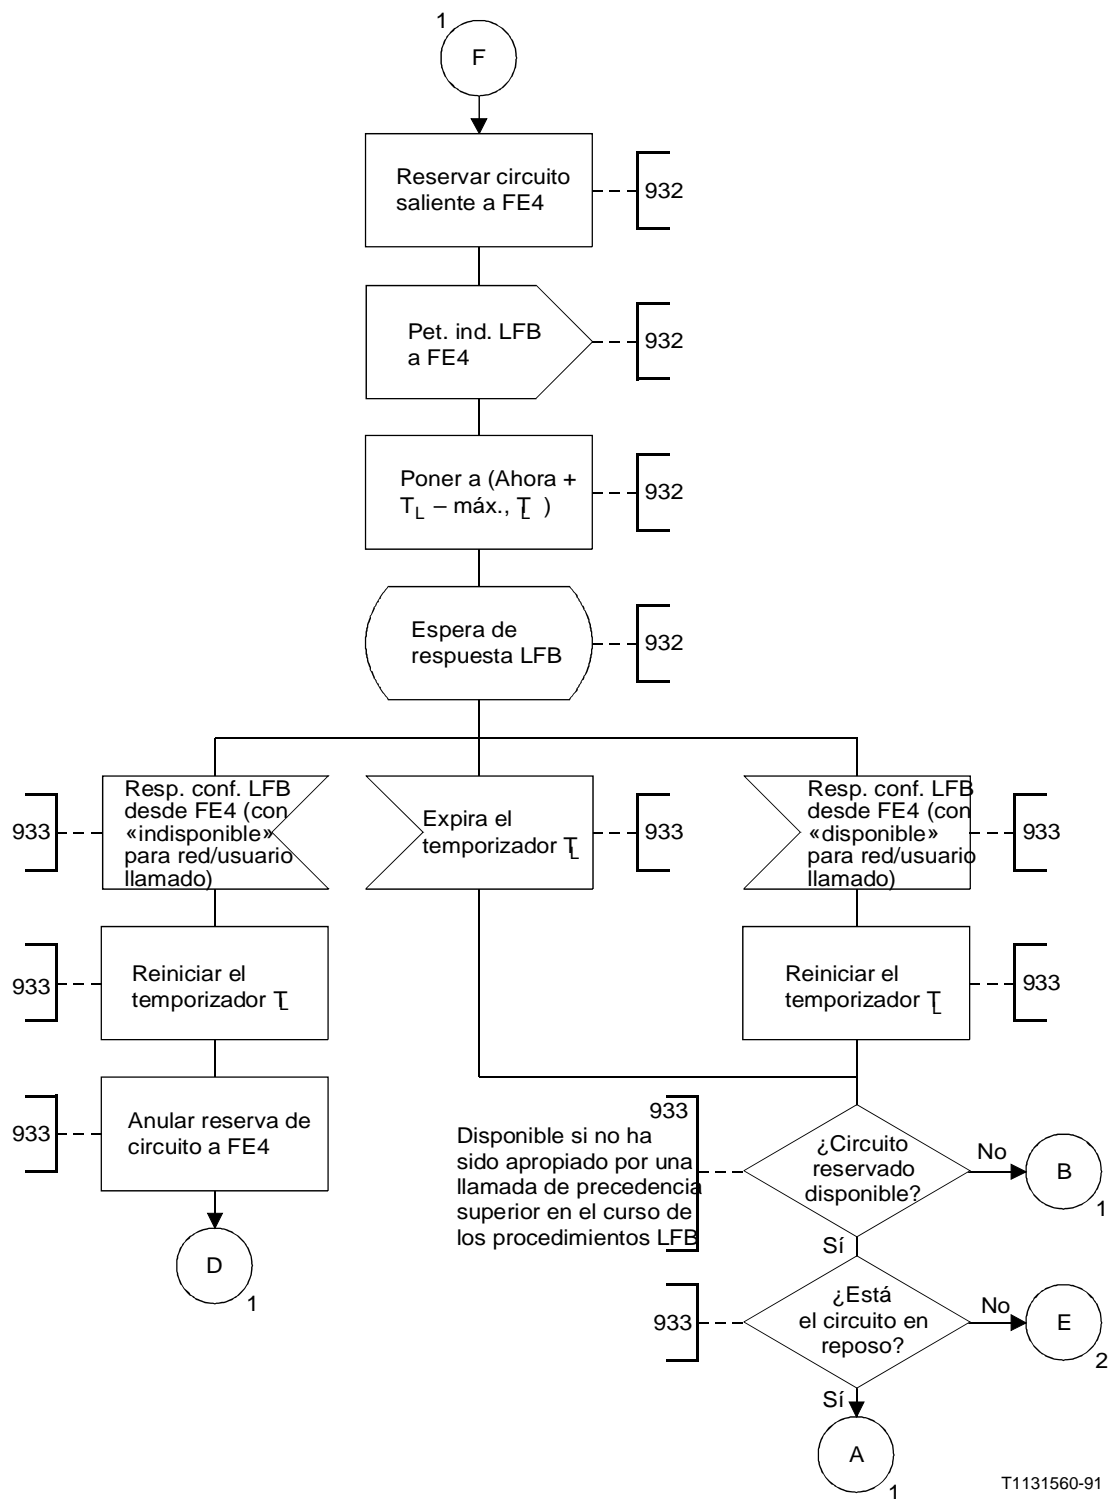 1
F
Reservar circuito
saliente a FE4
932
Pet. ind. LFB
a FE4
932
Poner a (Ahora +
TL – máx., TL )
932
Espera de
respuesta LFB
932
Resp. conf. LFB
desde FE4 (con
«indisponible»
para red/usuario
llamado)
933
Expira el
temporizador TL
933
Resp. conf. LFB
desde FE4 (con
«disponible»
para red/usuario
llamado)
933
Reiniciar el
temporizador TL
933
Reiniciar el
temporizador TL
933
Anular reserva de
circuito a FE4
933
D
1
933
Disponible si no ha
sido apropiado por una
llamada de precedencia
superior en el curso de
los procedimientos LFB
¿Circuito
reservado
disponible?
No
B
1
Sí
933
¿Está
el circuito en
reposo?
No
E
2
Sí
A
1
T1131560-91